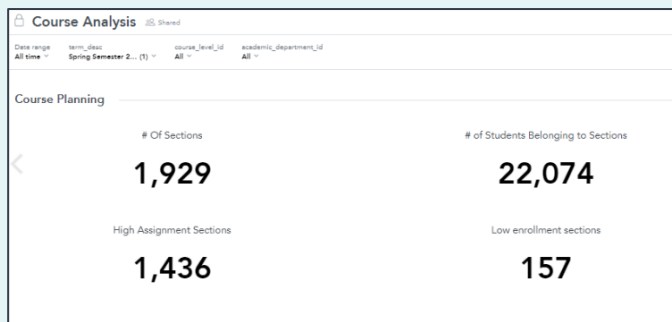 Course Analysis Shared
Date range term_desc course_level_id academic_department_id
All time Spring Semester 2... (1) All All
Course Planning
# Of Sections # of Students Belonging to Sections
1,929 22,074
High Assignment Sections Low enrollment sections
1,436 157